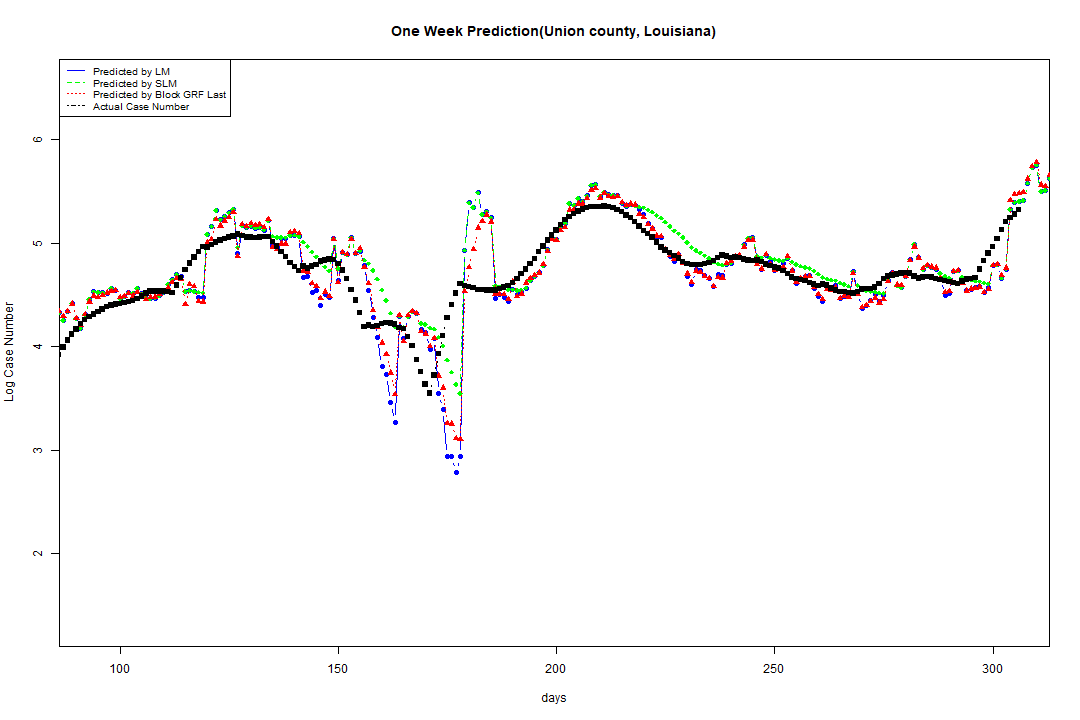 One Week Prediction(Union county, Louisiana)
Predicted by LM
Predicted by SLM
Predicted by Block GRF Last
Actual Case Number
6
5
4
3
2
Log Case Number
100 150 200 250 300
days